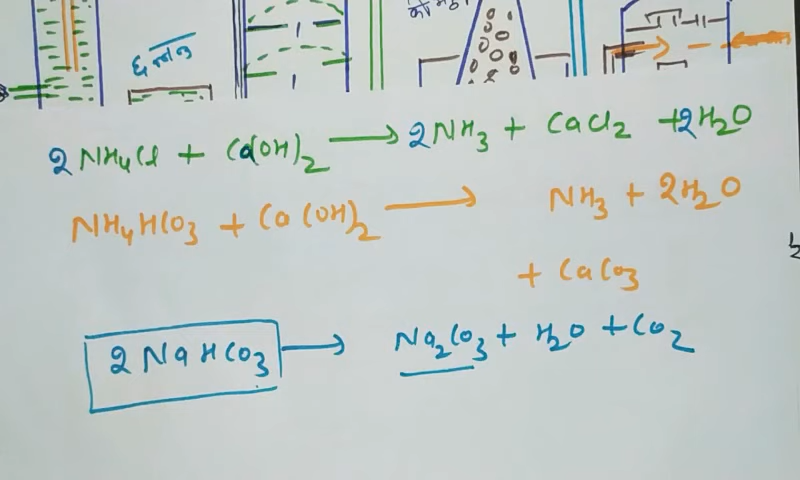 2NH4Cl + Ca(OH)2 → 2NH3 + CaCl2 + 2H2O
NH4HCO3 + Ca(OH)2 → NH3 + 2H2O
+ CaCO3
2NaHCO3 → Na2CO3 + H2O + CO2